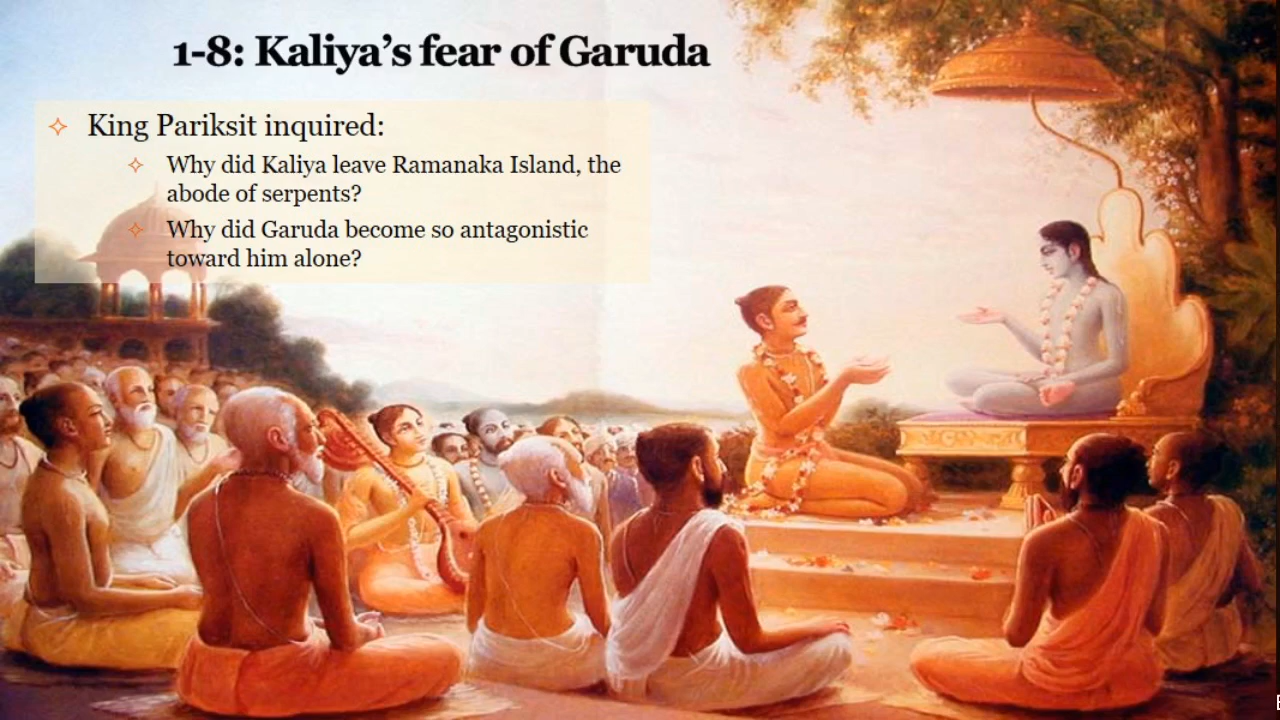 1-8: Kaliya's fear of Garuda
King Pariksit inquired:
Why did Kaliya leave Ramanaka Island, the
abode of serpents?
Why did Garuda become so antagonistic
toward him alone?